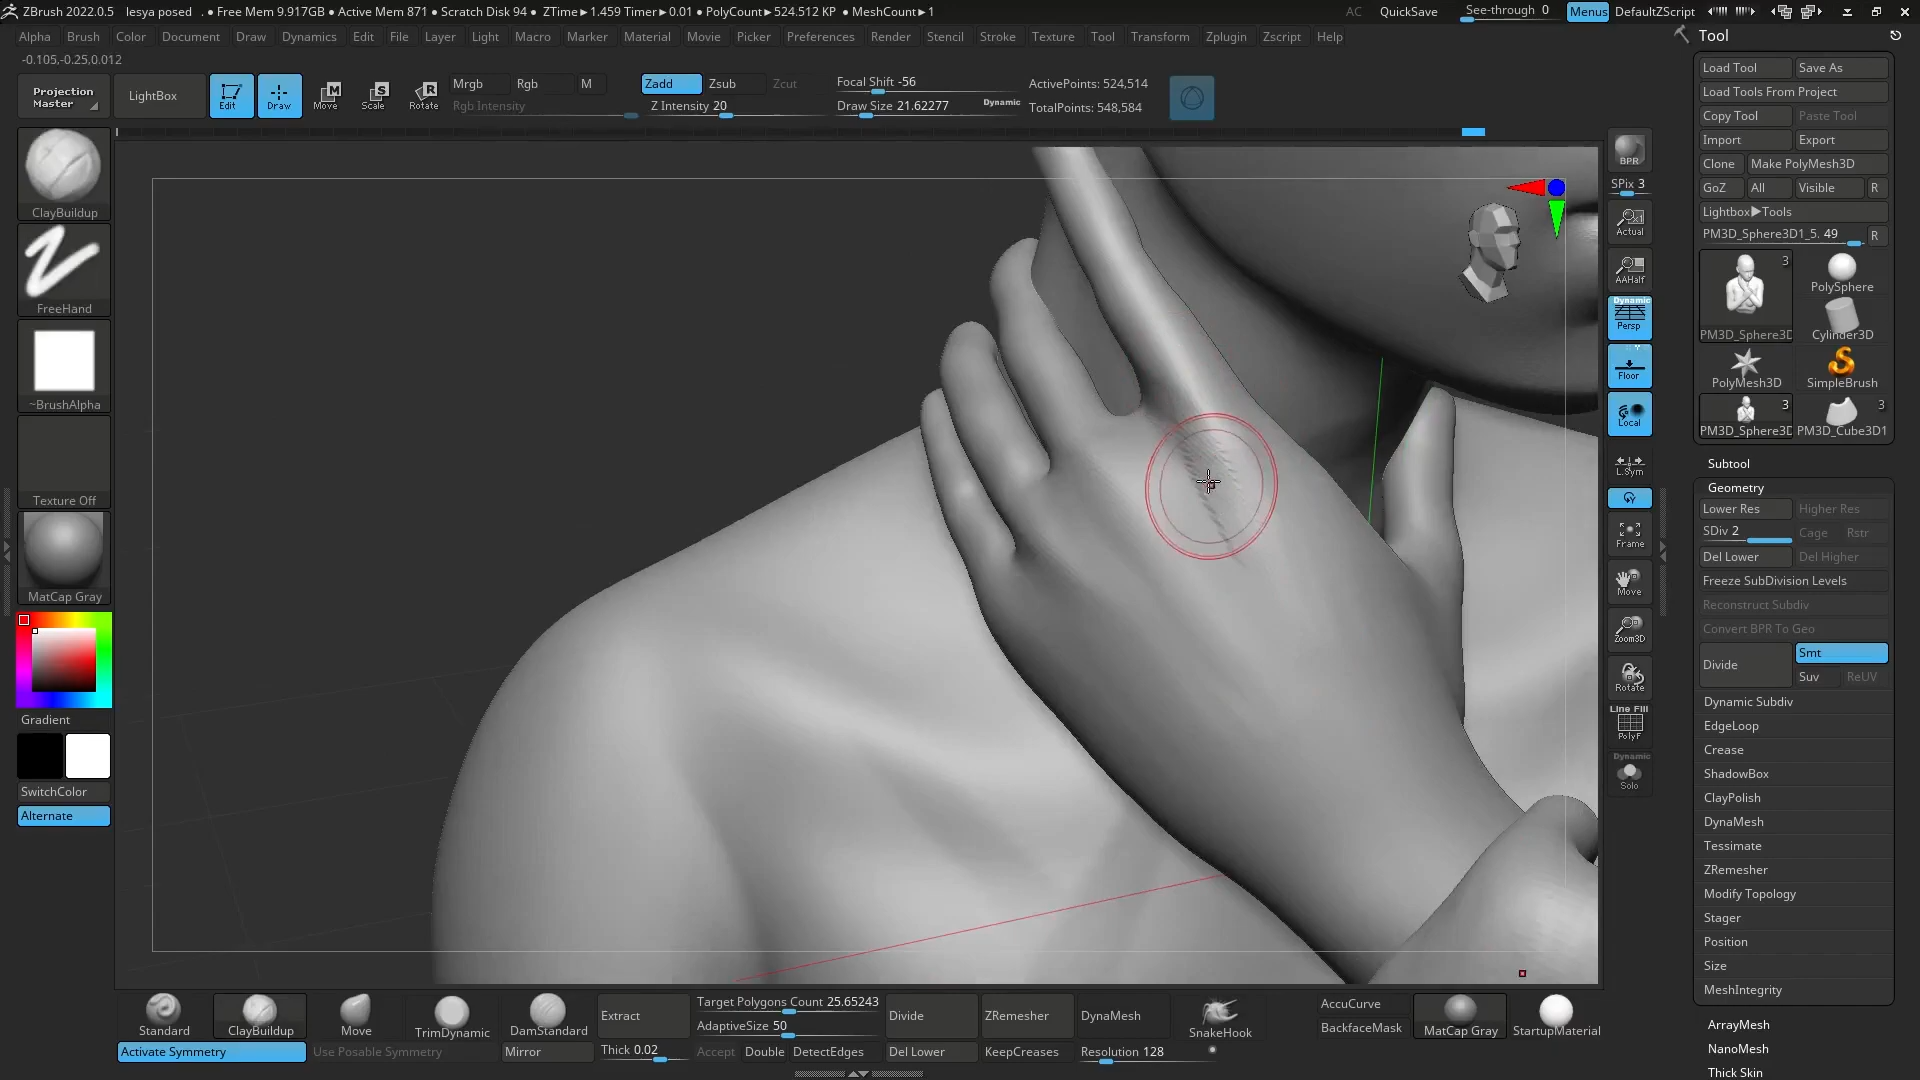 ZBrush 2022.0.5 lesya posed . ● Free Mem 9.917GB ● Active Mem 871 ● Scratch Disk 94 ● ZTime►1.459 Timer►0.01 ● PolyCount►524.512 KP ● MeshCount►1 AC QuickSave See-through 0 Menus DefaultZScript
Alpha Brush Color Document Draw Dynamics Edit File Layer Light Macro Marker Material Movie Picker Preferences Render Stencil Stroke Texture Tool Transform Zplugin Zscript Help
-0.105,-0.25,0.012
Projection Master
LightBox
Edit
Draw
Move
Scale
Rotate
Mrgb Rgb M
Rgb Intensity
Zadd Zsub Zcut
Z Intensity 20
Focal Shift -56
Draw Size 21.62277 Dynamic
ActivePoints: 524,514
TotalPoints: 548,584
ClayBuildup
FreeHand
~BrushAlpha
Texture Off
MatCap Gray
Gradient
SwitchColor
Alternate
BPR
SPix 3
Actual
AAHalf
Dynamic
Persp
Floor
Local
L.Sym
Frame
Move
Zoom3D
Rotate
Line Fill
PolyF
Dynamic
Solo
Tool
Load Tool Save As
Load Tools From Project
Copy Tool Paste Tool
Import Export
Clone Make PolyMesh3D
GoZ All Visible R
Lightbox►Tools
PM3D_Sphere3D1_5. 49 R
3
PM3D_Sphere3D
PolySphere
Cylinder3D
PolyMesh3D SimpleBrush
3 3
PM3D_Sphere3D PM3D_Cube3D1
Subtool
Geometry
Lower Res Higher Res
SDiv 2 Cage Rstr
Del Lower Del Higher
Freeze SubDivision Levels
Reconstruct Subdiv
Convert BPR To Geo
Divide Smt
Suv ReUV
Dynamic Subdiv
EdgeLoop
Crease
ShadowBox
ClayPolish
DynaMesh
Tessimate
ZRemesher
Modify Topology
Stager
Position
Size
MeshIntegrity
ArrayMesh
NanoMesh
Thick Skin
Standard ClayBuildup Move TrimDynamic DamStandard
Extract
Target Polygons Count 25.65243
AdaptiveSize 50
Divide ZRemesher DynaMesh
SnakeHook
AccuCurve
BackfaceMask
MatCap Gray StartupMaterial
Activate Symmetry Use Posable Symmetry Mirror Thick 0.02 Accept Double DetectEdges Del Lower KeepCreases Resolution 128